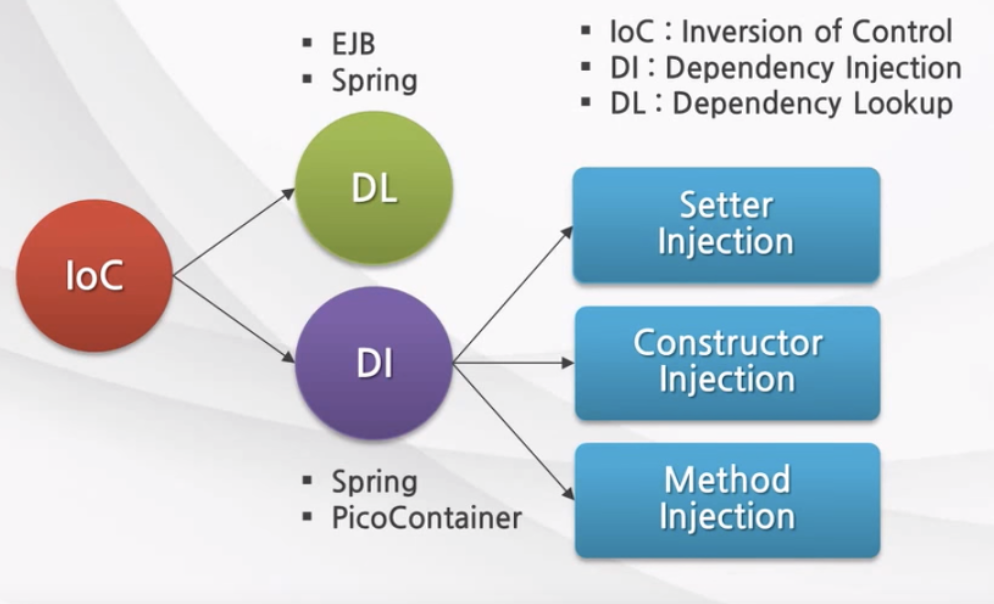 ▪ EJB
▪ Spring
▪ IoC : Inversion of Control
▪ DI : Dependency Injection
▪ DL : Dependency Lookup
DL
IoC
DI
Setter
Injection
Constructor
Injection
Method
Injection
▪ Spring
▪ PicoContainer